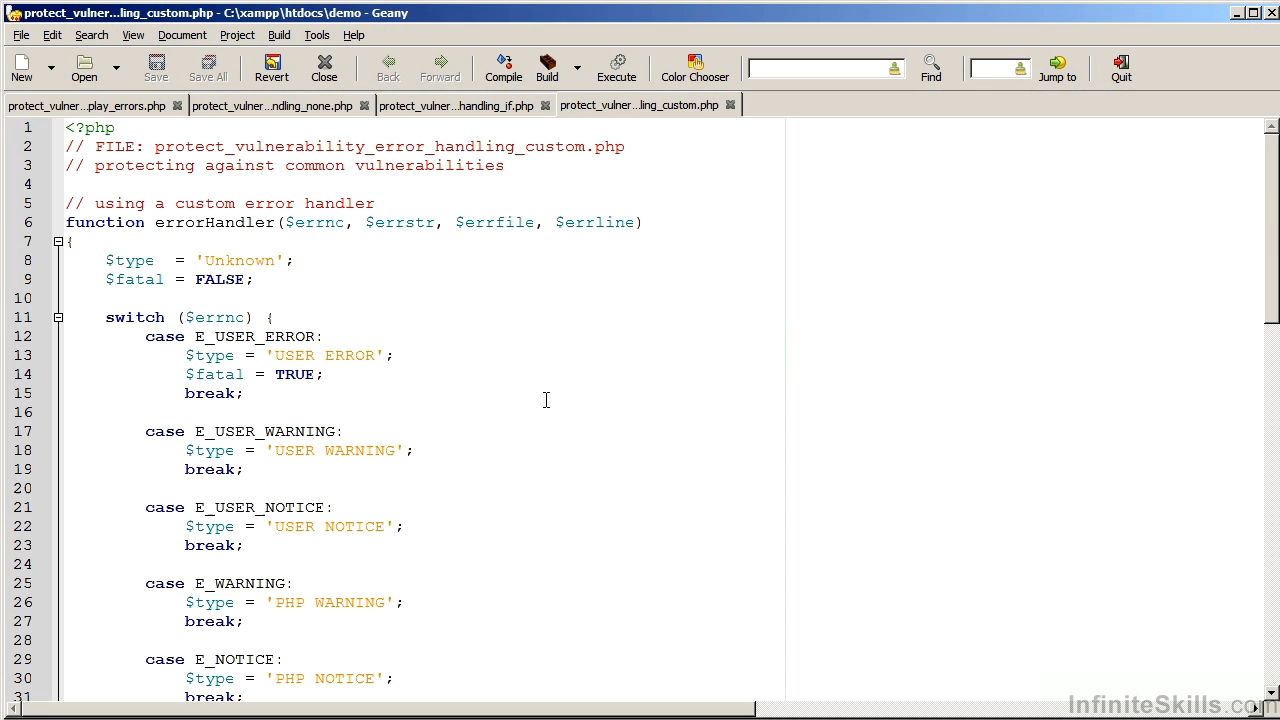 protect_vulner...ling_custom.php - C:\xampp\htdocs\demo - Geany
File Edit Search View Document Project Build Tools Help
New Open Save Save All Revert Close Back Forward Compile Build Execute Color Chooser Find Jump to Quit
protect_vulner...play_errors.php protect_vulner...ndling_none.php protect_vulner...handling_if.php protect_vulner...ling_custom.php
1 <?php
2 // FILE: protect_vulnerability_error_handling_custom.php
3 // protecting against common vulnerabilities
4
5 // using a custom error handler
6 function errorHandler($errnc, $errstr, $errfile, $errline)
7 {
8 $type = 'Unknown';
9 $fatal = FALSE;
10
11 switch ($errnc) {
12 case E_USER_ERROR:
13 $type = 'USER ERROR';
14 $fatal = TRUE;
15 break;
16
17 case E_USER_WARNING:
18 $type = 'USER WARNING';
19 break;
20
21 case E_USER_NOTICE:
22 $type = 'USER NOTICE';
23 break;
24
25 case E_WARNING:
26 $type = 'PHP WARNING';
27 break;
28
29 case E_NOTICE:
30 $type = 'PHP NOTICE';
31 break;
InfiniteSkills.com